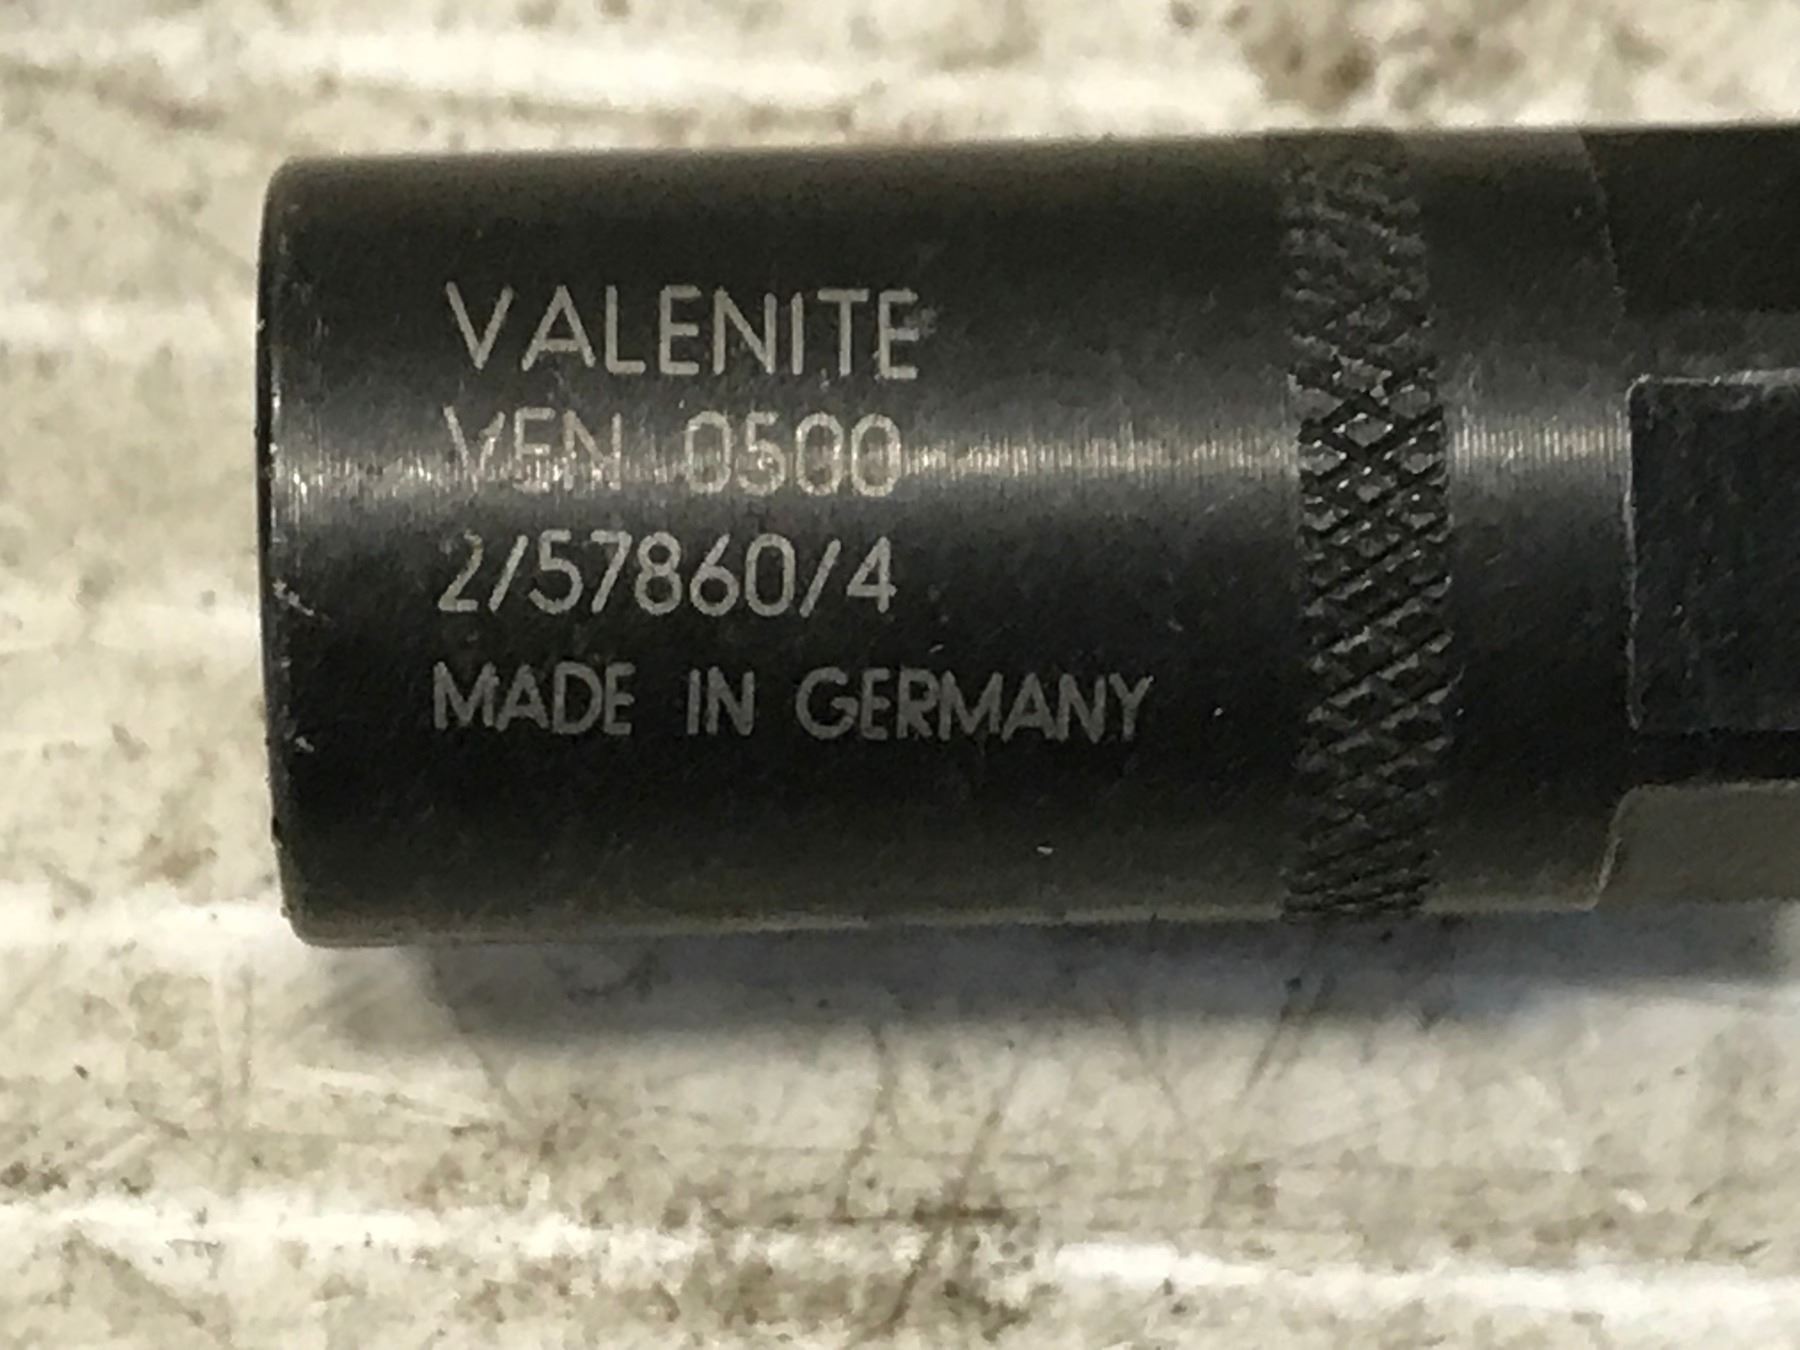 VALENITE
VEN 0500
2/57860/4
MADE IN GERMANY